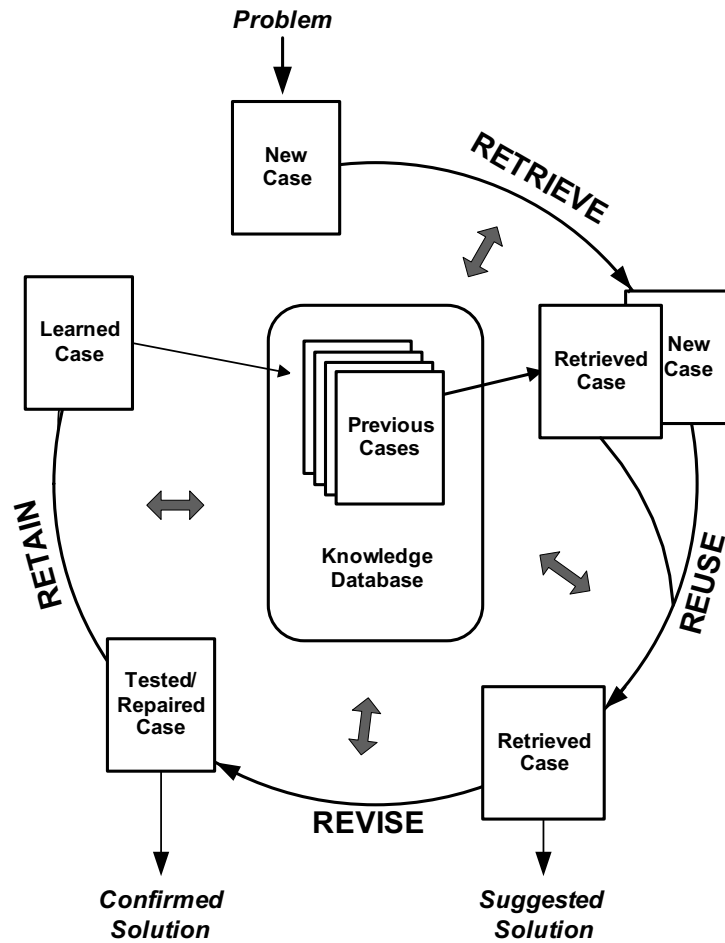 Problem
New
Case
RETRIEVE
Learned
Case
Retrieved
Case
New
Case
Previous
Cases
Knowledge
Database
RETAIN
REUSE
Tested/
Repaired
Case
Retrieved
Case
REVISE
Confirmed
Solution
Suggested
Solution